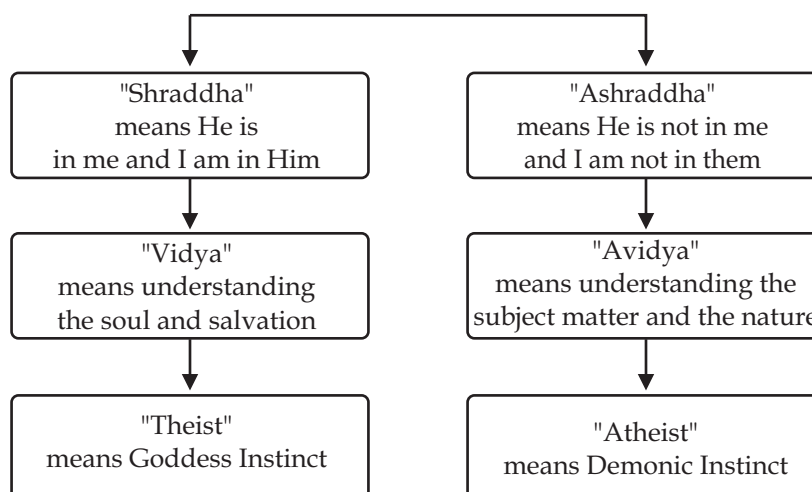 "Shraddha"
means He is
in me and I am in Him
"Ashraddha"
means He is not in me
and I am not in them
"Vidya"
means understanding
the soul and salvation
"Avidya"
means understanding the
subject matter and the nature
"Theist"
means Goddess Instinct
"Atheist"
means Demonic Instinct